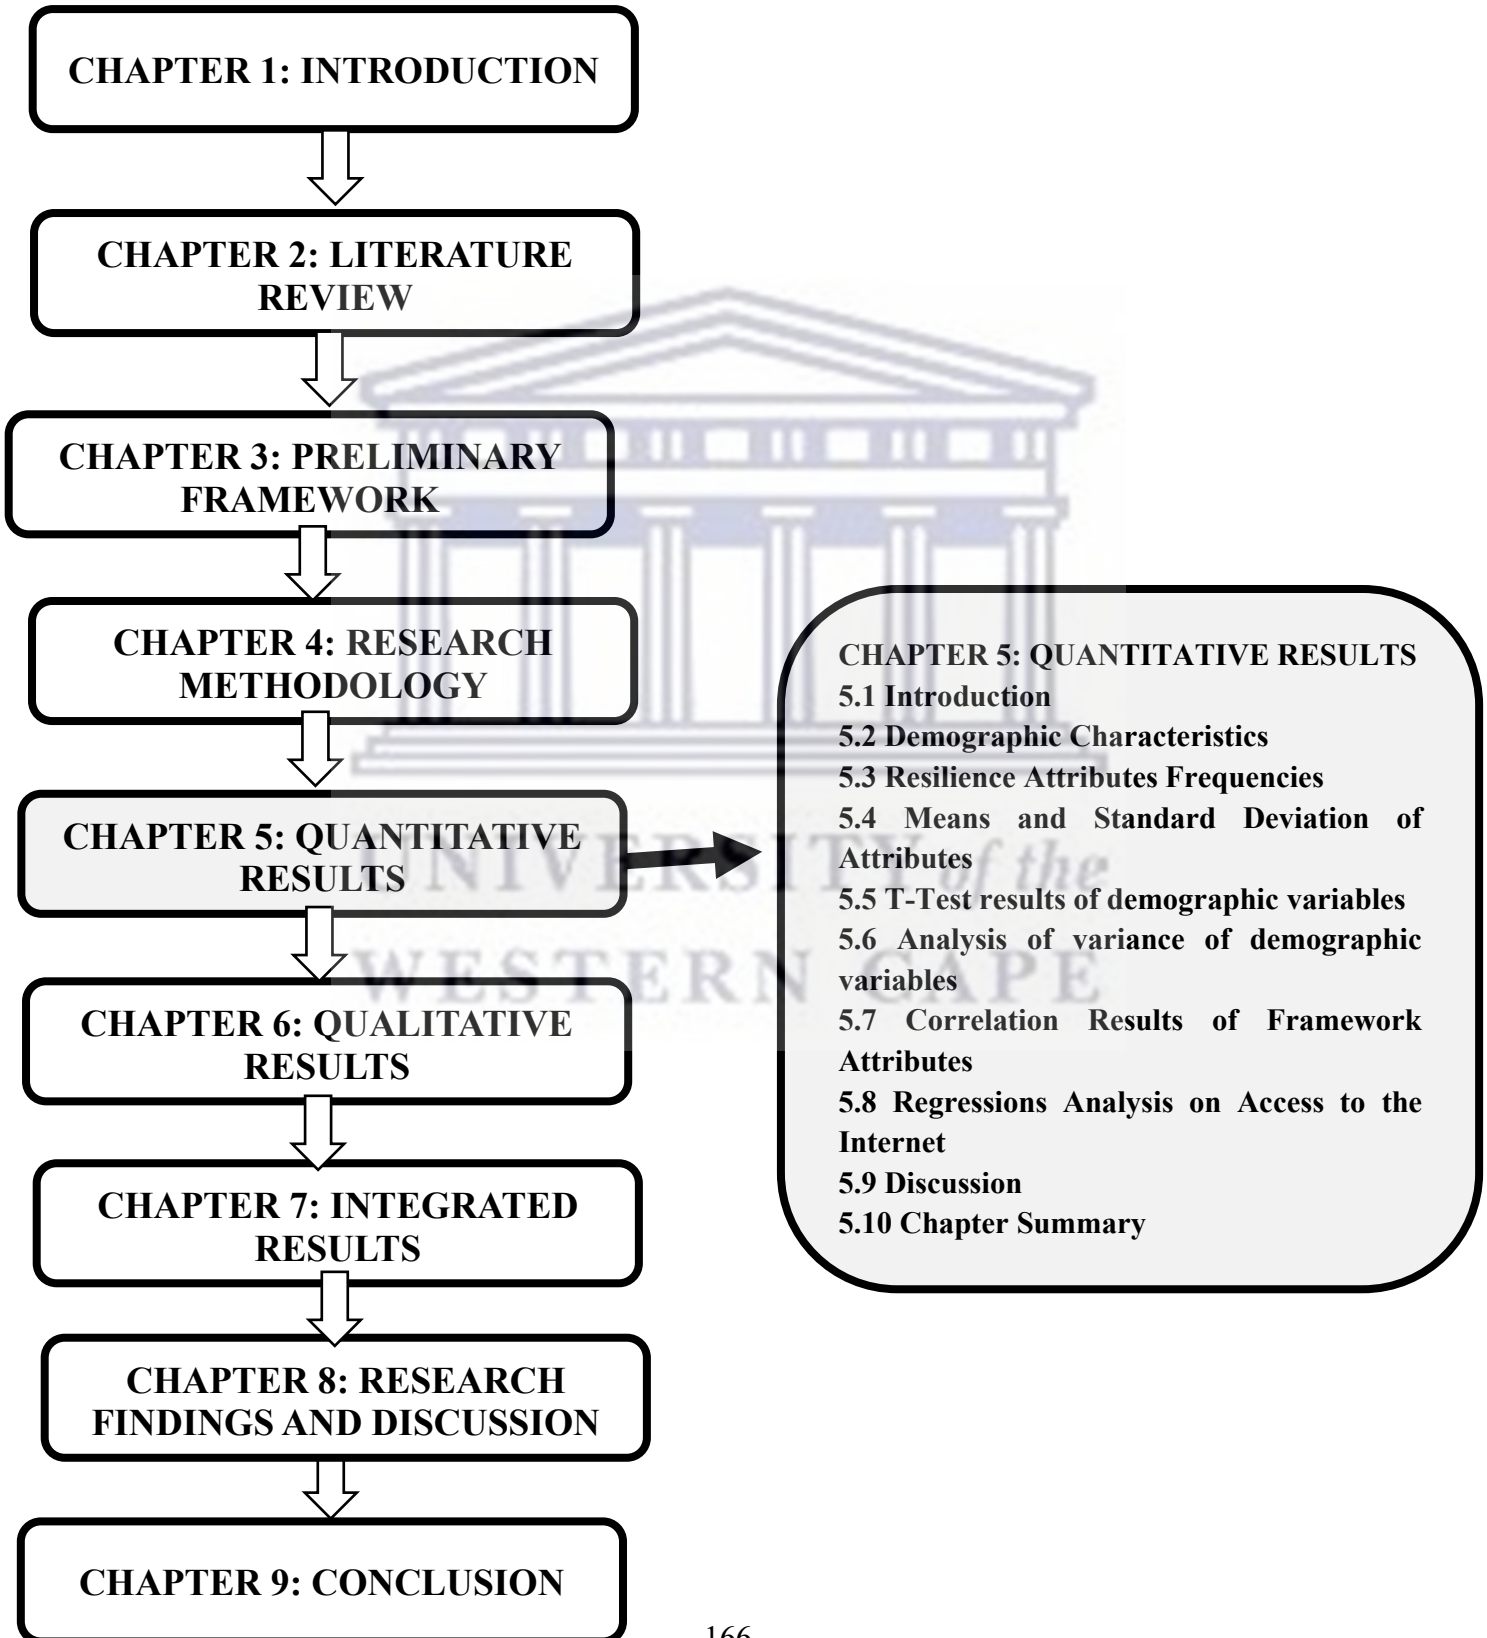 CHAPTER 1: INTRODUCTION
CHAPTER 2: LITERATURE
REVIEW
CHAPTER 3: PRELIMINARY
FRAMEWORK
CHAPTER 4: RESEARCH
METHODOLOGY
CHAPTER 5: QUANTITATIVE
RESULTS
CHAPTER 6: QUALITATIVE
RESULTS
CHAPTER 7: INTEGRATED
RESULTS
CHAPTER 8: RESEARCH
FINDINGS AND DISCUSSION
CHAPTER 9: CONCLUSION
CHAPTER 5: QUANTITATIVE RESULTS
5.1 Introduction
5.2 Demographic Characteristics
5.3 Resilience Attributes Frequencies
5.4 Means and Standard Deviation of
Attributes
5.5 T-Test results of demographic variables
5.6 Analysis of variance of demographic
variables
5.7 Correlation Results of Framework
Attributes
5.8 Regressions Analysis on Access to the
Internet
5.9 Discussion
5.10 Chapter Summary
UNIVERSITY of the
WESTERN CAPE
166